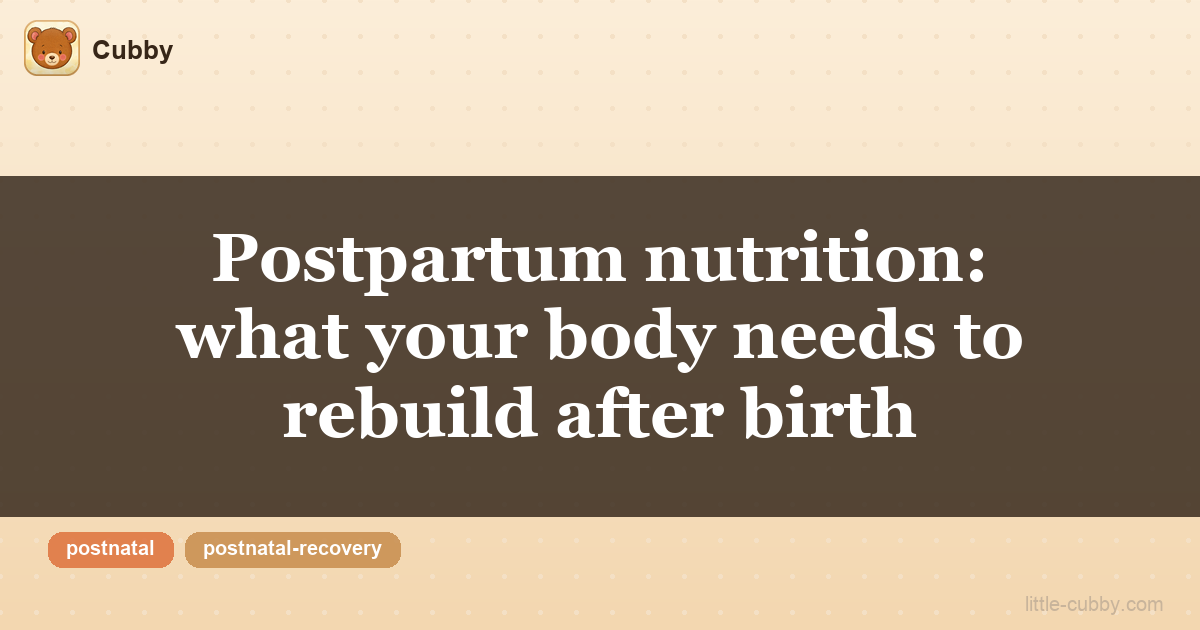 Cubby
Postpartum nutrition:
what your body needs to
rebuild after birth
postnatal
postnatal-recovery
little-cubby.com